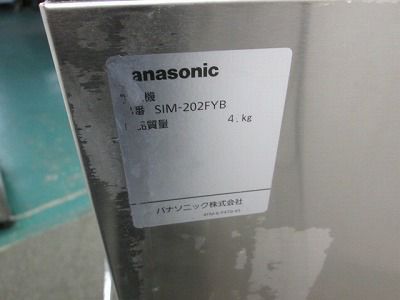 anasonic
機
番 SIM-202FYB
品質量 4. kg
パナソニック株式会社